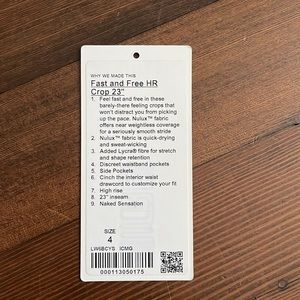 WHY WE MADE THIS
Fast and Free HR
Crop 23"
1. Feel fast and free in these
barely-there feeling crops that
won't distract you from picking
up the pace. Nulux™ fabric
offers near weightless coverage
for a seriously smooth stride
2. Nulux™ fabric is quick-drying
and sweat-wicking
3. Added Lycra® fibre for stretch
and shape retention
4. Discreet waistband pockets
5. Side Pockets
6. Cinch the interior waist
drawcord to customize your fit
7. High rise
8. 23" inseam
9. Naked Sensation
SIZE
4
LW6BCYS ICMG
000113050175